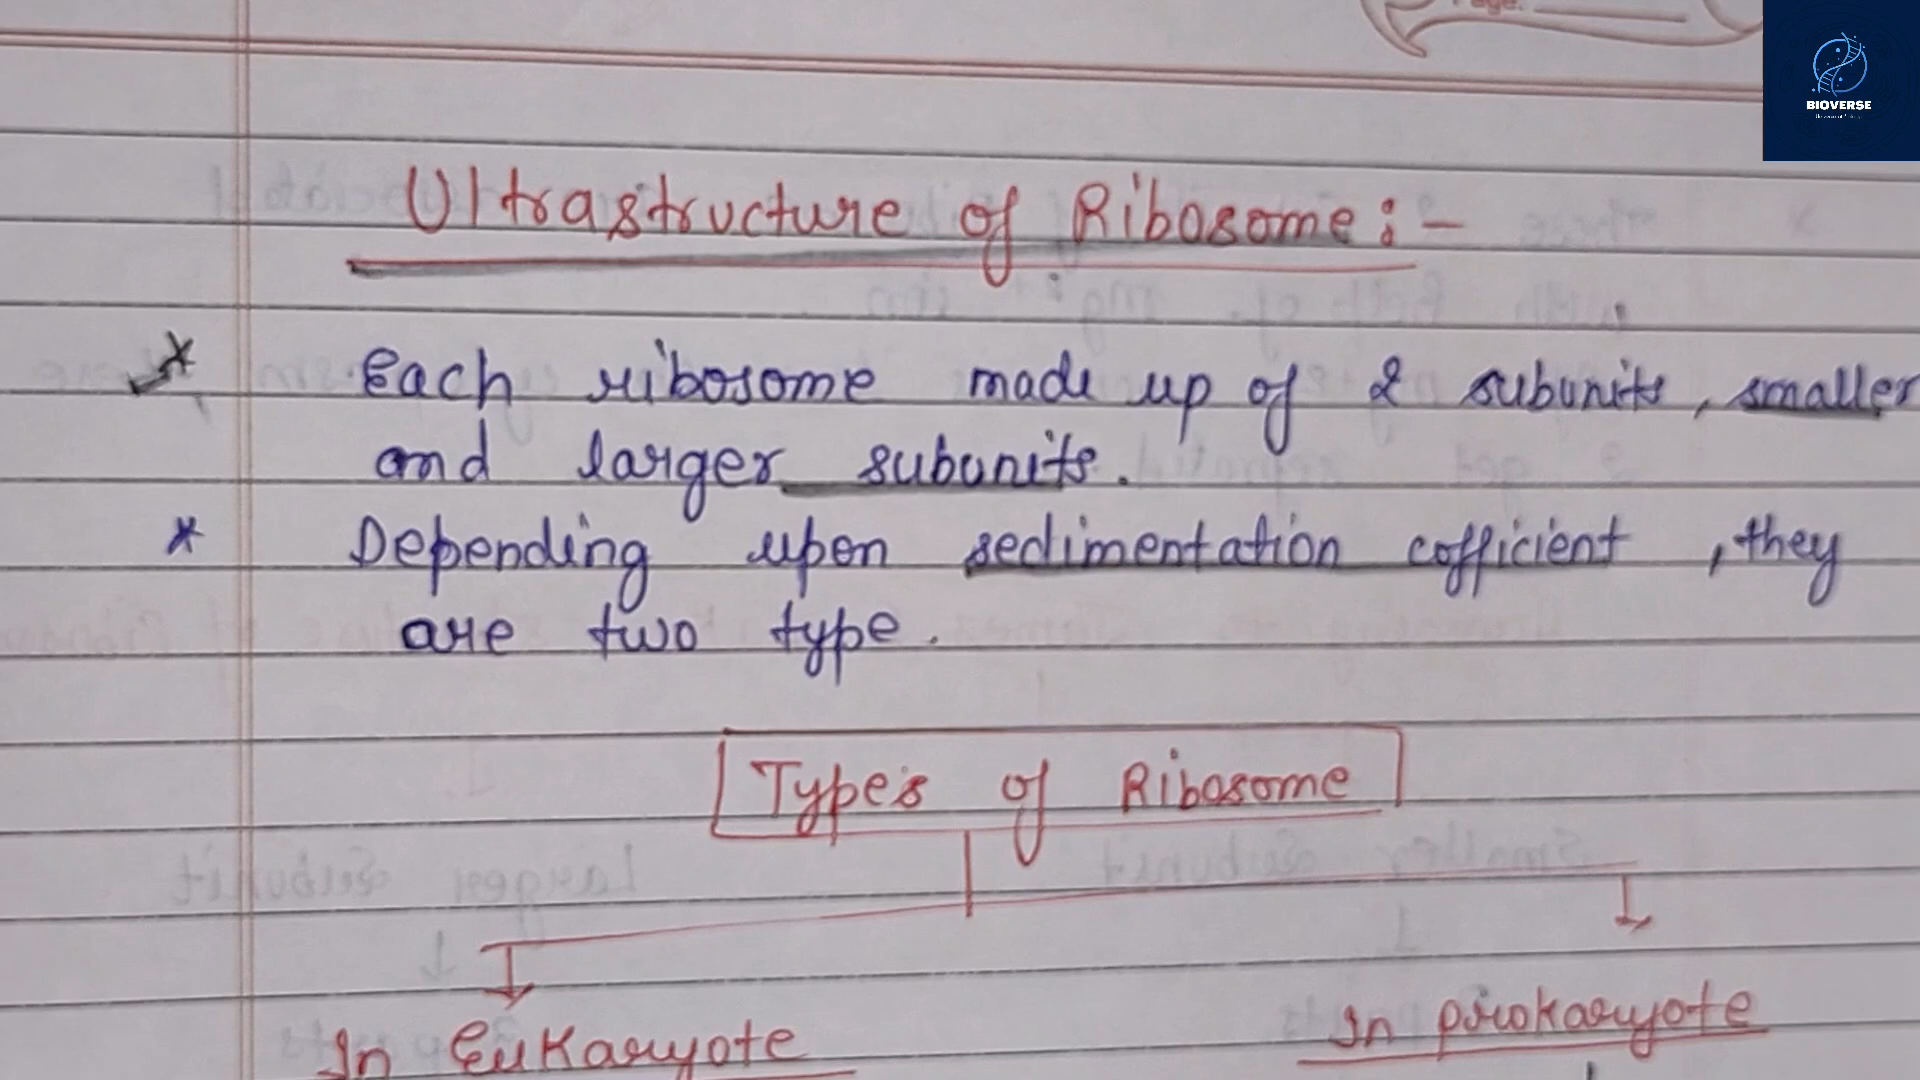 Page:
BIOVERSE
Ultrastructure of Ribosome :-
* Each ribosome made up of 2 subunits, smaller
and larger subunits.
* Depending upon sedimentation cofficient , they
are two type.
Types of Ribosome
In Eukaryote In prokaryote